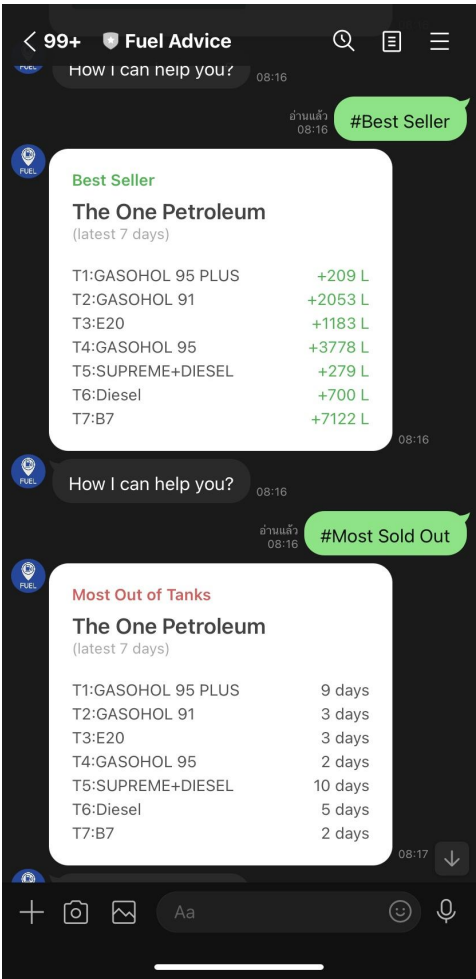 99+ Fuel Advice
How I can help you? 08:16
อ่านแล้ว
08:16
#Best Seller
FUEL
Best Seller
The One Petroleum
(latest 7 days)
T1:GASOHOL 95 PLUS +209 L
T2:GASOHOL 91 +2053 L
T3:E20 +1183 L
T4:GASOHOL 95 +3778 L
T5:SUPREME+DIESEL +279 L
T6:Diesel +700 L
T7:B7 +7122 L
08:16
FUEL
How I can help you? 08:16
อ่านแล้ว
08:16
#Most Sold Out
FUEL
Most Out of Tanks
The One Petroleum
(latest 7 days)
T1:GASOHOL 95 PLUS 9 days
T2:GASOHOL 91 3 days
T3:E20 3 days
T4:GASOHOL 95 2 days
T5:SUPREME+DIESEL 10 days
T6:Diesel 5 days
T7:B7 2 days
08:17
Aa